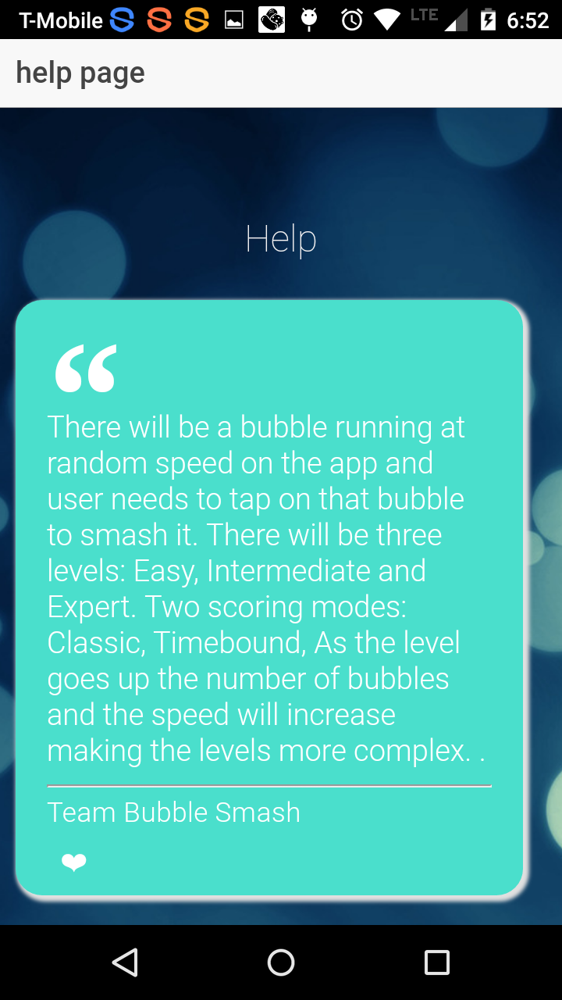 T-Mobile LTE 6:52
help page
Help
“
There will be a bubble running at
random speed on the app and
user needs to tap on that bubble
to smash it. There will be three
levels: Easy, Intermediate and
Expert. Two scoring modes:
Classic, Timebound, As the level
goes up the number of bubbles
and the speed will increase
making the levels more complex. .
Team Bubble Smash
❤